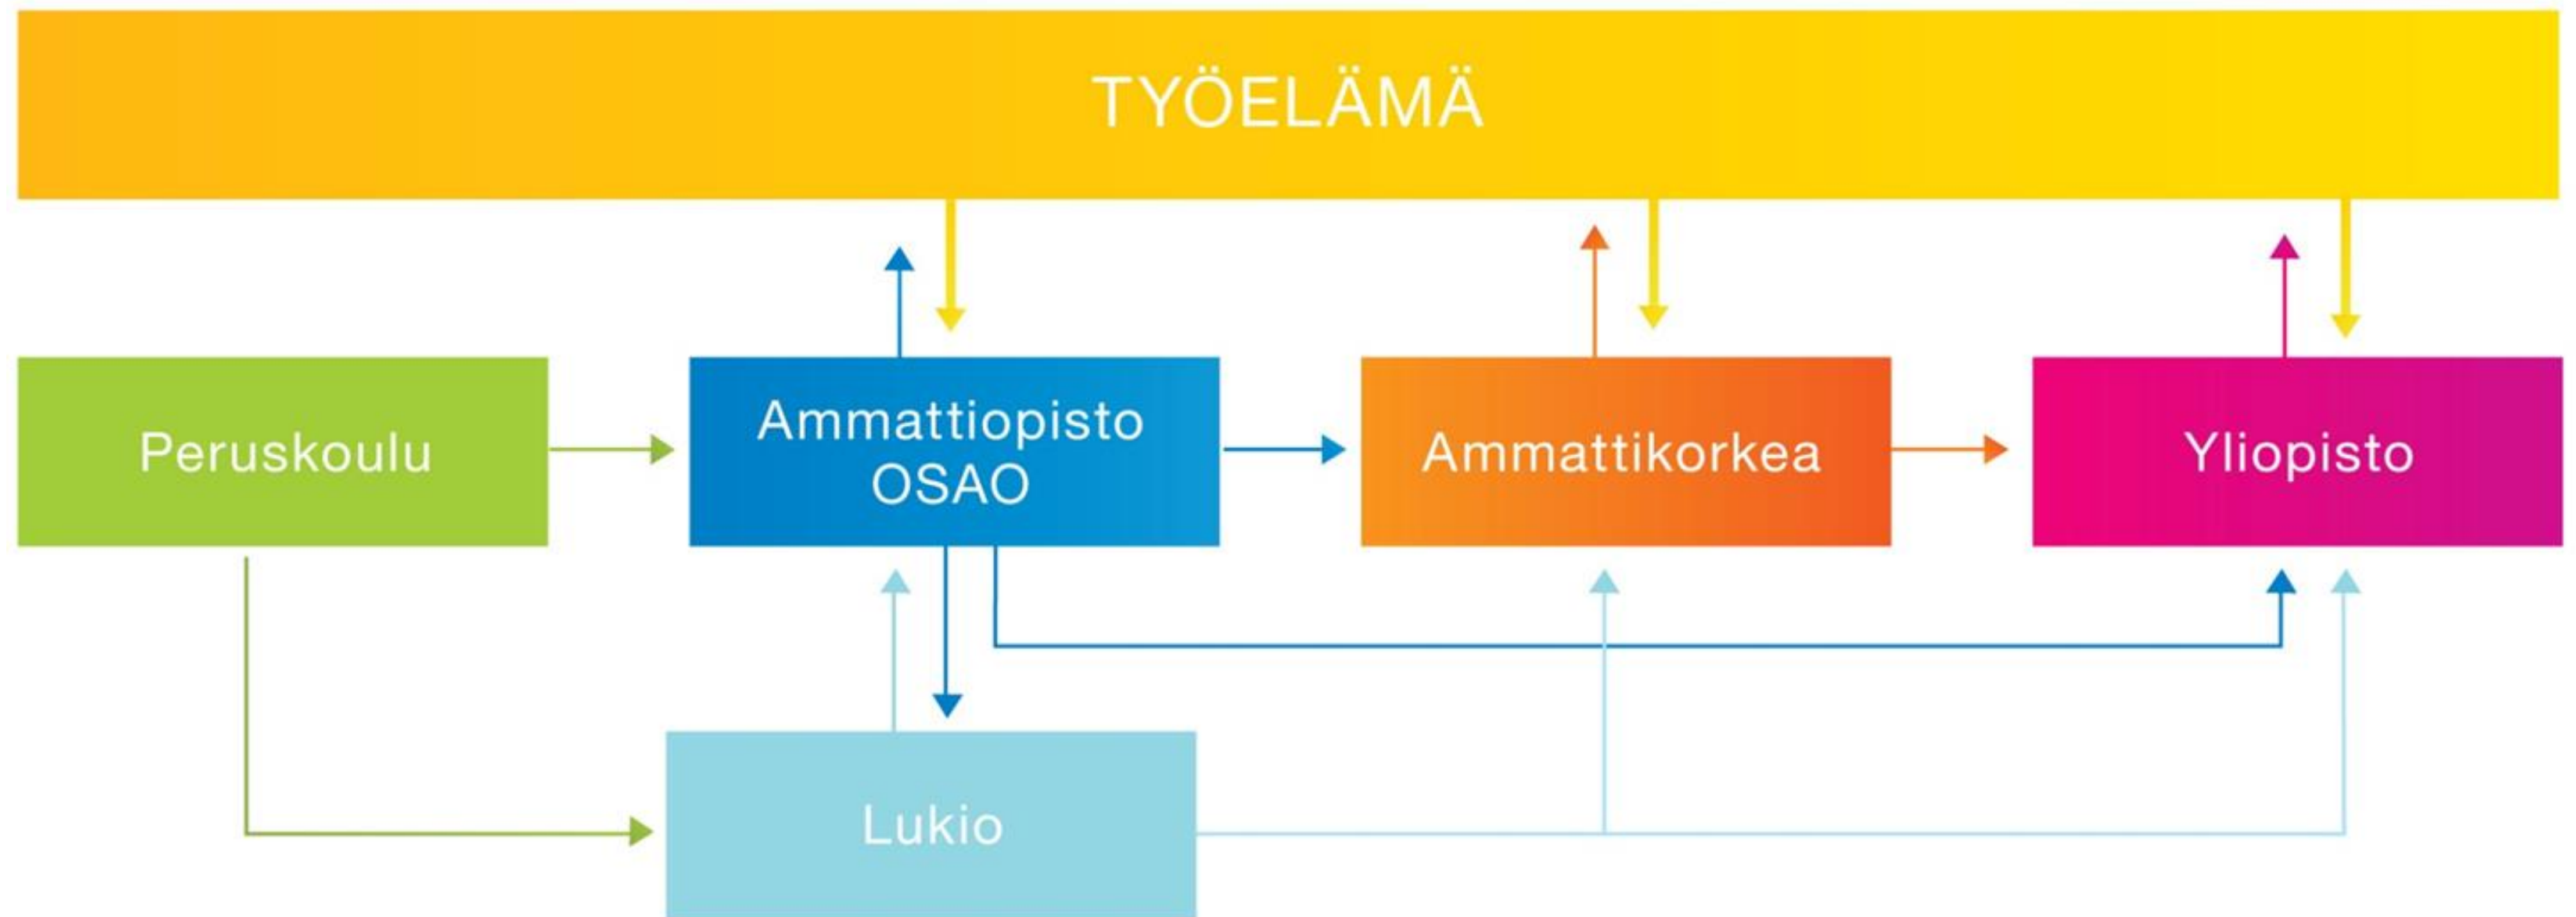 TYÖELÄMÄ
Peruskoulu
Ammattiopisto
OSAO
Ammattikorkea
Yliopisto
Lukio